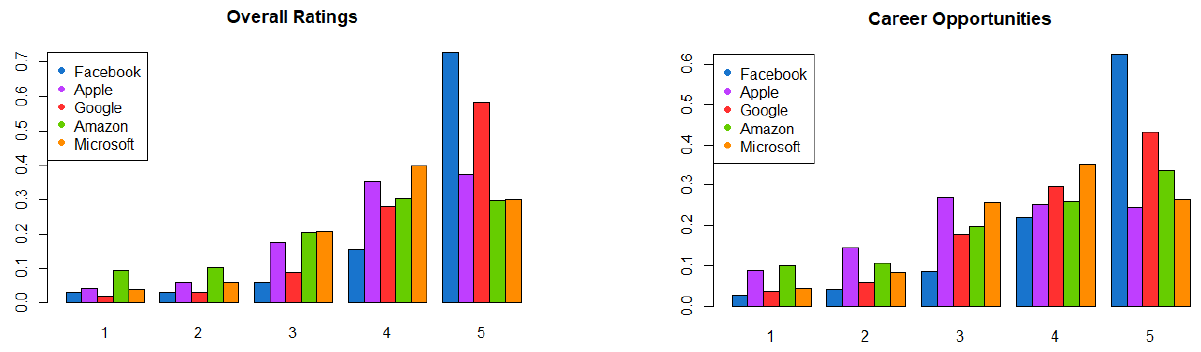 Overall Ratings
0.0 0.1 0.2 0.3 0.4 0.5 0.6 0.7
Facebook
Apple
Google
Amazon
Microsoft
1 2 3 4 5
Career Opportunities
0.0 0.1 0.2 0.3 0.4 0.5 0.6
Facebook
Apple
Google
Amazon
Microsoft
1 2 3 4 5